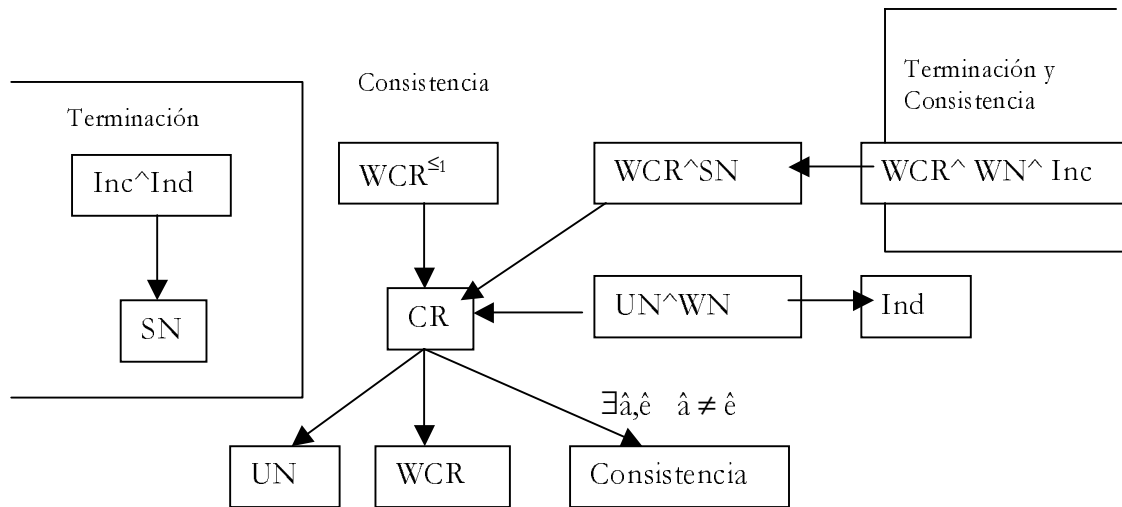 Terminación
Inc^Ind
SN
Consistencia
WCR≤1
WCR^SN
Terminación y
Consistencia
WCR^ WN^ Inc
CR
UN^WN
Ind
∃â,ê   â ≠ ê
UN
WCR
Consistencia